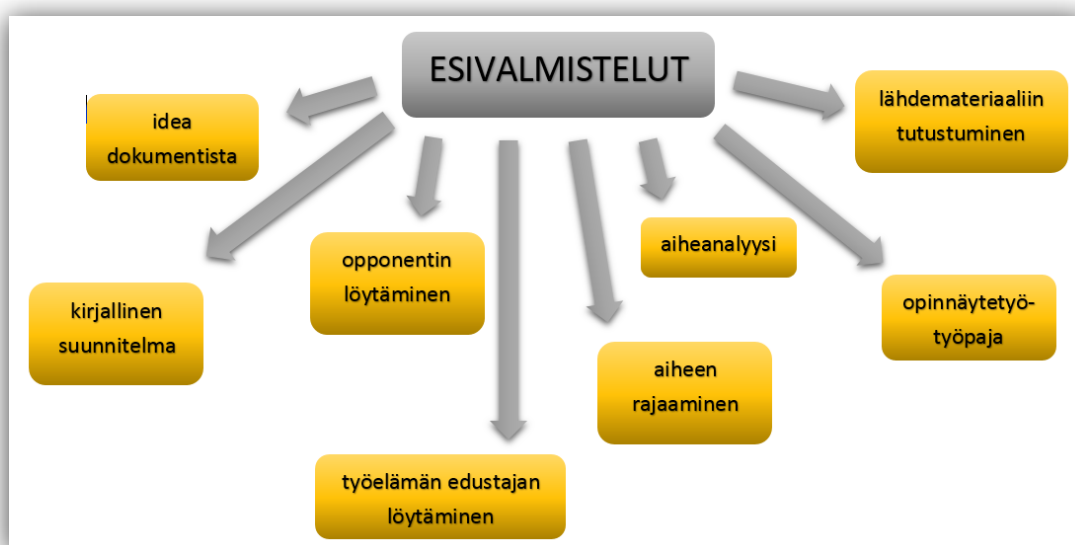 ESIVALMISTELUT
idea
dokumentista
lähdemateriaaliin
tutustuminen
kirjallinen
suunnitelma
opponentin
löytäminen
aiheanalyysi
opinnäytetyö-
työpaja
aiheen
rajaaminen
työelämän edustajan
löytäminen